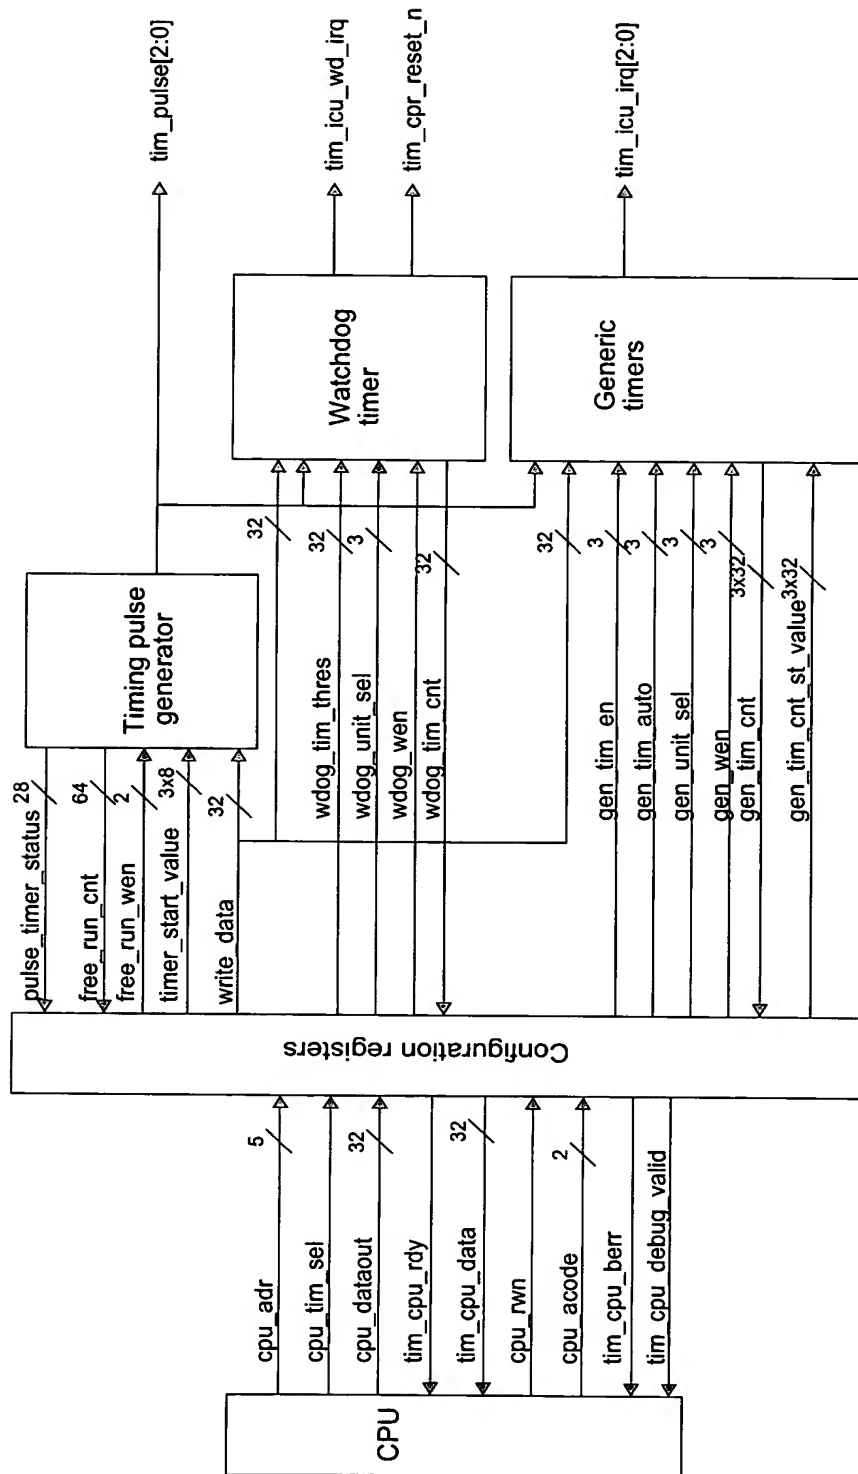 tim_pulse[2:0]
tim_icu_wd_irq
tim_cpr_reset_n
tim_icu_irq[2:0]
Timing pulse
generator
Watchdog
timer
Generic
timers
pulse_timer_status
28
free_run_cnt
64
free_run_wen
2
timer_start_value
3x8
write_data
32
32
wdog_tim_thres
32
wdog_unit_sel
3
wdog_wen
wdog_tim_cnt
32
32
gen_tim_en
3
gen_tim_auto
3
gen_unit_sel
3
gen_wen
3
gen_tim_cnt
3x32
gen_tim_cnt_st_value
3x32
Configuration registers
cpu_adr
5
cpu_tim_sel
cpu_dataout
32
tim_cpu_rdy
tim_cpu_data
32
cpu_rwn
cpu_acode
2
tim_cpu_berr
tim_cpu_debug_valid
CPU